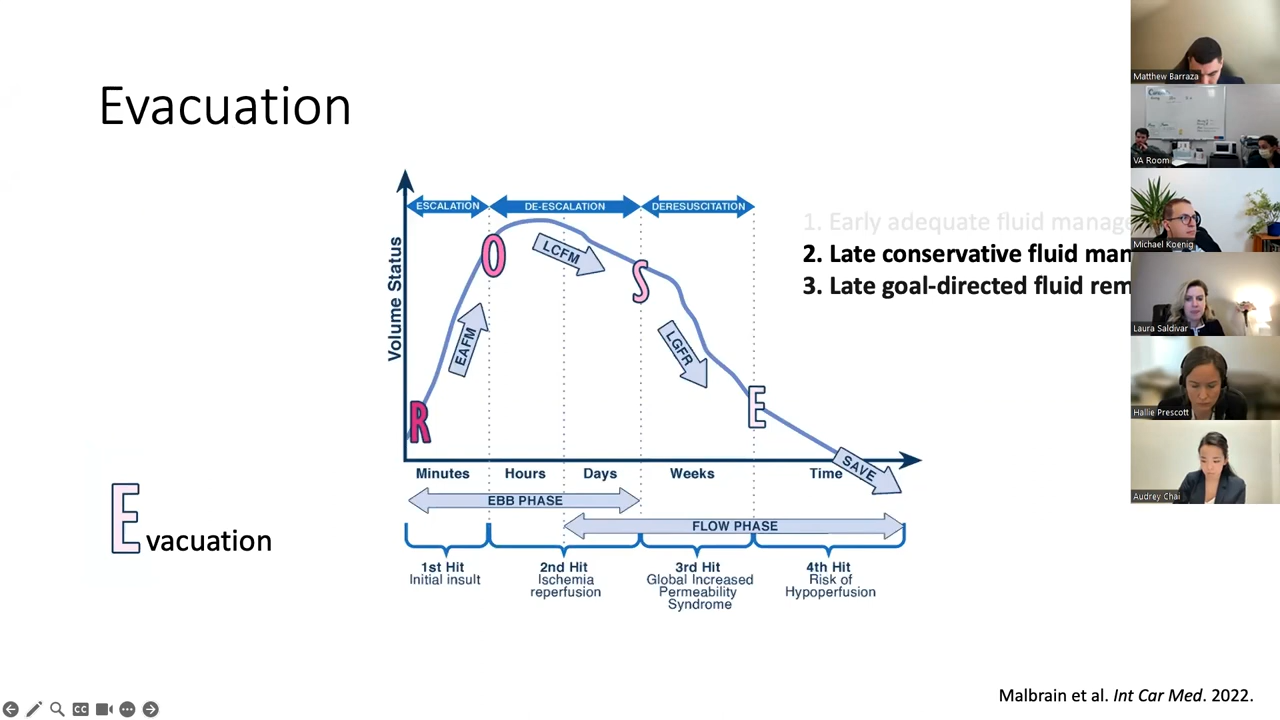 Evacuation
ESCALATION
DE-ESCALATION
DERESUSCITATION
1. Early adequate fluid manage
2. Late conservative fluid man
3. Late goal-directed fluid rem
Volume Status
R
EAFM
O
LCFM
S
LGFR
E
SAVE
Minutes
Hours
Days
Weeks
Time
EBB PHASE
FLOW PHASE
Evacuation
1st Hit
Initial insult
2nd Hit
Ischemia
reperfusion
3rd Hit
Global Increased
Permeability
Syndrome
4th Hit
Risk of
Hypoperfusion
Malbrain et al. Int Car Med. 2022.
CC
Matthew Barraza
VA Room
Michael Koenig
Laura Saldivar
Hallie Prescott
Audrey Chai